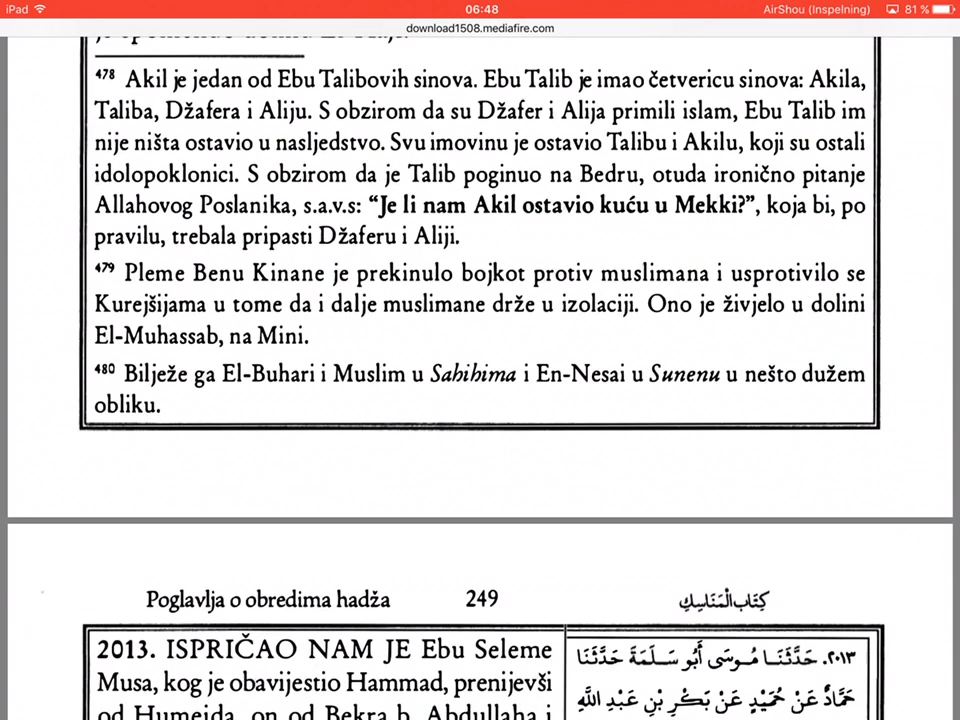 iPad 06:48 AirShou (Inspelning) 81 %
download1508.mediafire.com
478 Akil je jedan od Ebu Talibovih sinova. Ebu Talib je imao četvericu sinova: Akila,
Taliba, Džafera i Aliju. S obzirom da su Džafer i Alija primili islam, Ebu Talib im
nije ništa ostavio u nasljedstvo. Svu imovinu je ostavio Talibu i Akilu, koji su ostali
idolopoklonici. S obzirom da je Talib poginuo na Bedru, otuda ironično pitanje
Allahovog Poslanika, s.a.v.s: “Je li nam Akil ostavio kuću u Mekki?”, koja bi, po
pravilu, trebala pripasti Džaferu i Aliji.
479 Pleme Benu Kinane je prekinulo bojkot protiv muslimana i usprotivilo se
Kurejšijama u tome da i dalje muslimane drže u izolaciji. Ono je živjelo u dolini
El-Muhassab, na Mini.
480 Bilježe ga El-Buhari i Muslim u Sahihima i En-Nesai u Sunenu u nešto dužem
obliku.
Poglavlja o obredima hadža 249 كِتَاب الْمَنَاسِكِ
2013. ISPRIČAO NAM JE Ebu Seleme
Musa, kog je obavijestio Hammad, prenijevši
od Humejda, on od Bekra b. Abdullaha i
٢٠١٣. حَدَّثَنَا مُوسَى أَبُو سَلَمَةَ حَدَّثَنَا
حَمَّادٌ عَنْ حُمَيْدٍ عَنْ بَكْرِ بْنِ عَبْدِ اللَّهِ